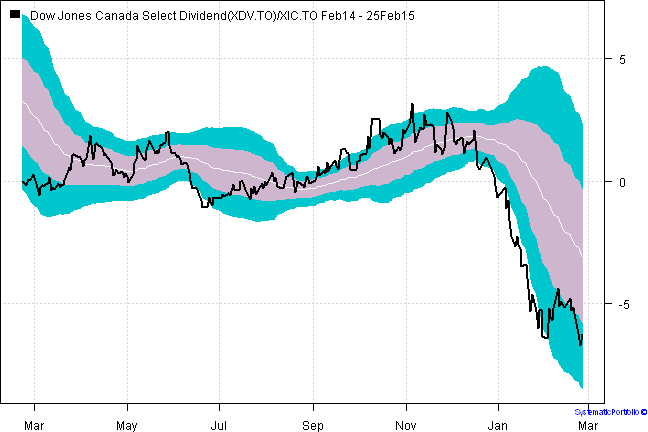 Dow Jones Canada Select Dividend(XDV.TO)/XIC.TO Feb14 - 25Feb15
5
0
-5
SystematicPortfolio ©
Mar May Jul Sep Nov Jan Mar